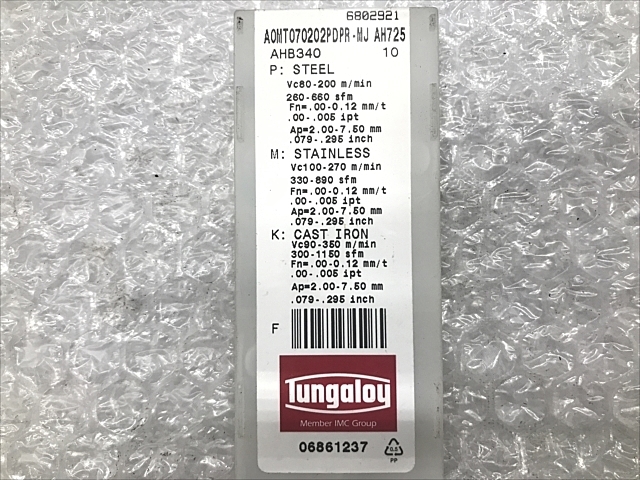 6802921
AOMT070202PDPR-MJ AH725
AHB340 10
P: STEEL
Vc80-200 m/min
260-660 sfm
Fn=.00-0.12 mm/t
.00-.005 ipt
Ap=2.00-7.50 mm
.079-.295 inch
M: STAINLESS
Vc100-270 m/min
330-890 sfm
Fn=.00-0.12 mm/t
.00-.005 ipt
Ap=2.00-7.50 mm
.079-.295 inch
K: CAST IRON
Vc90-350 m/min
300-1150 sfm
Fn=.00-0.12 mm/t
.00-.005 ipt
Ap=2.00-7.50 mm
.079-.295 inch
F
Tungaloy
Member IMC Group
06861237
0.5
PP